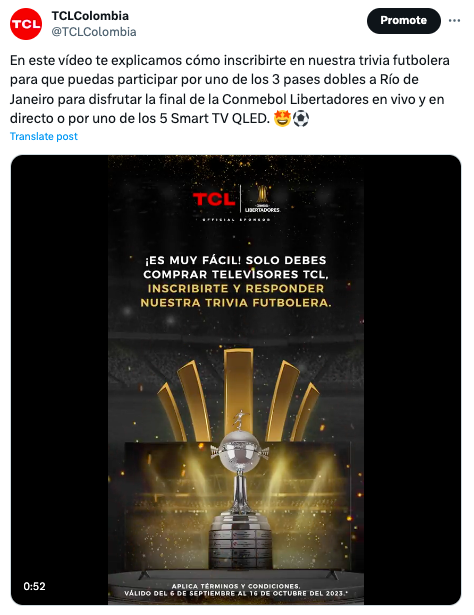 TCL
TCLColombia
@TCLColombia
Promote
En este vídeo te explicamos cómo inscribirte en nuestra trivia futbolera
para que puedas participar por uno de los 3 pases dobles a Río de
Janeiro para disfrutar la final de la Conmebol Libertadores en vivo y en
directo o por uno de los 5 Smart TV QLED. 🤩⚽
Translate post
TCL
CONMEBOL
LIBERTADORES
OFFICIAL SPONSOR
¡ES MUY FÁCIL! SOLO DEBES
COMPRAR TELEVISORES TCL,
INSCRIBIRTE Y RESPONDER
NUESTRA TRIVIA FUTBOLERA.
0:52
APLICA TÉRMINOS Y CONDICIONES.
VÁLIDO DEL 6 DE SEPTIEMBRE AL 16 DE OCTUBRE DEL 2023.*